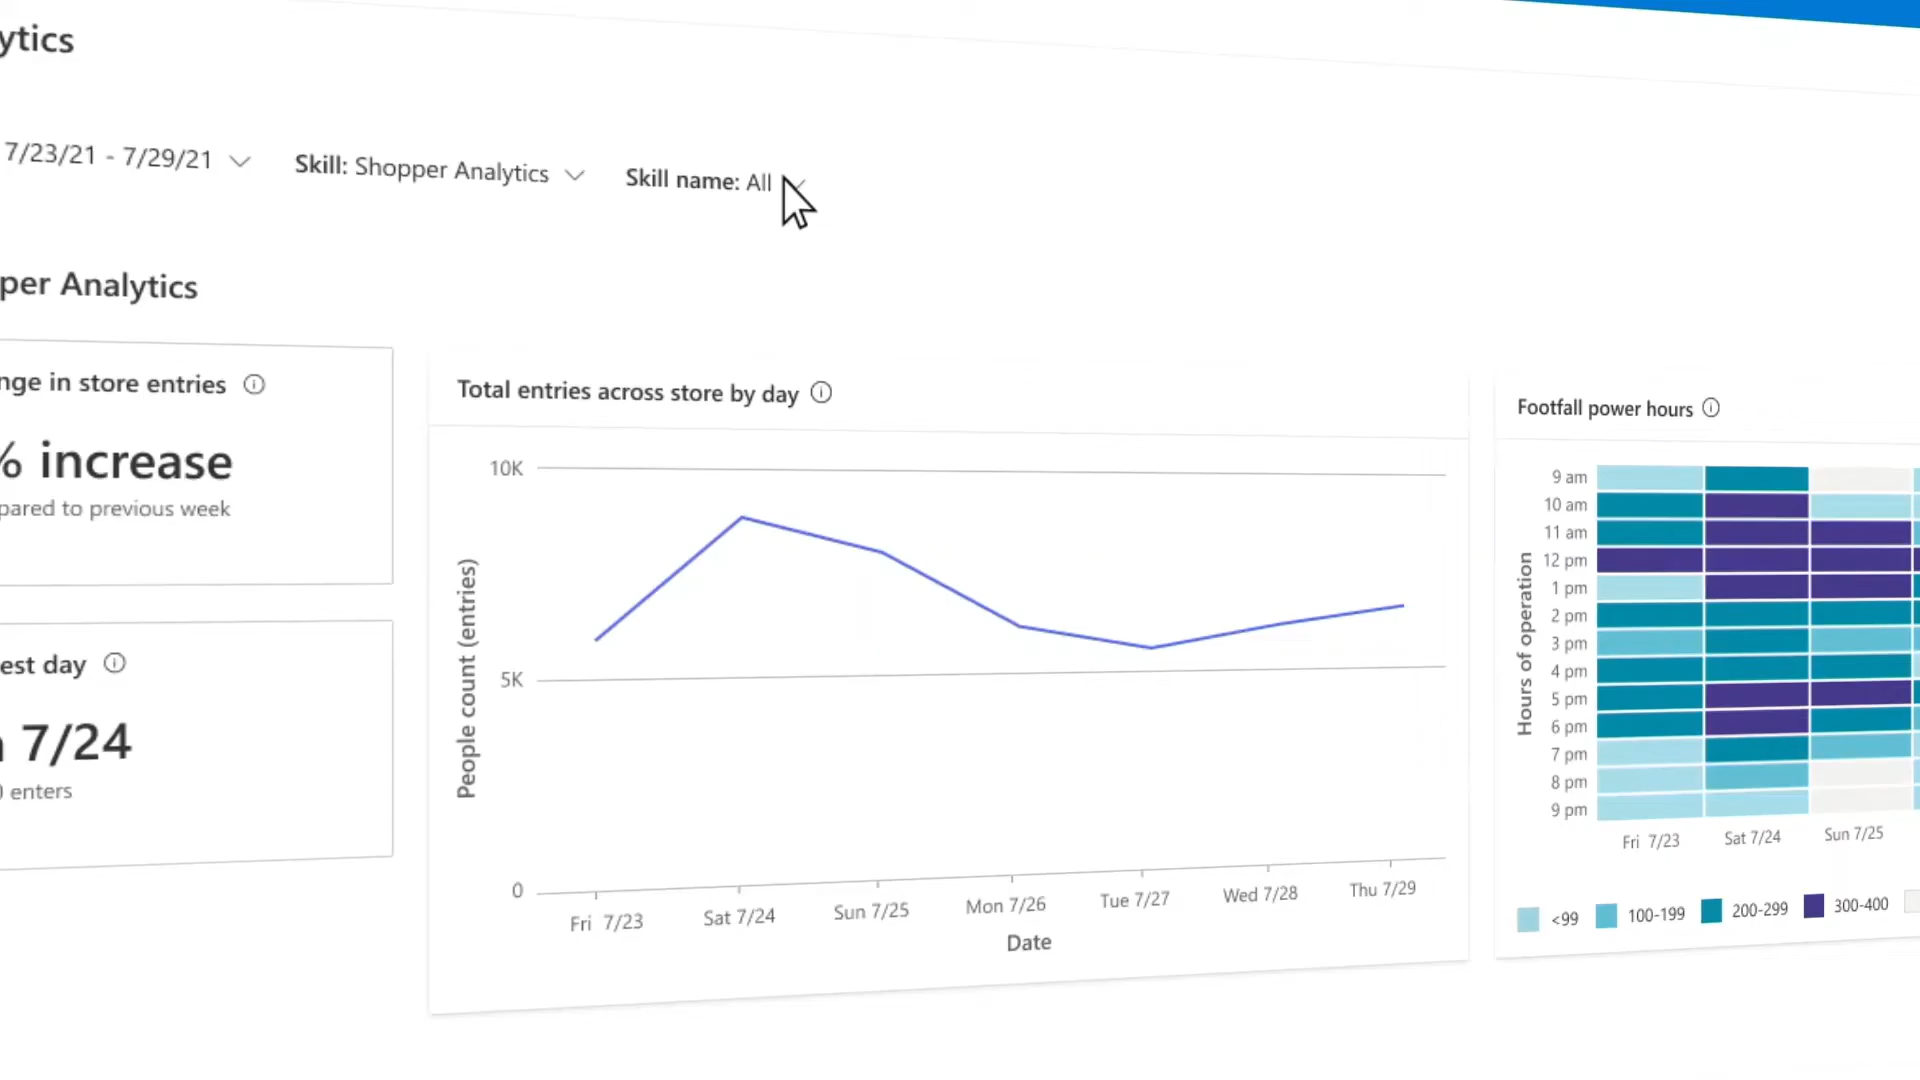 ytics
7/23/21 - 7/29/21
Skill: Shopper Analytics
Skill name: All
per Analytics
nge in store entries
% increase
pared to previous week
est day
7/24
enters
Total entries across store by day
10K
5K
0
People count (entries)
Fri 7/23
Sat 7/24
Sun 7/25
Mon 7/26
Tue 7/27
Wed 7/28
Thu 7/29
Date
Footfall power hours
Hours of operation
9 am
10 am
11 am
12 pm
1 pm
2 pm
3 pm
4 pm
5 pm
6 pm
7 pm
8 pm
9 pm
Fri 7/23
Sat 7/24
Sun 7/25
<99
100-199
200-299
300-400